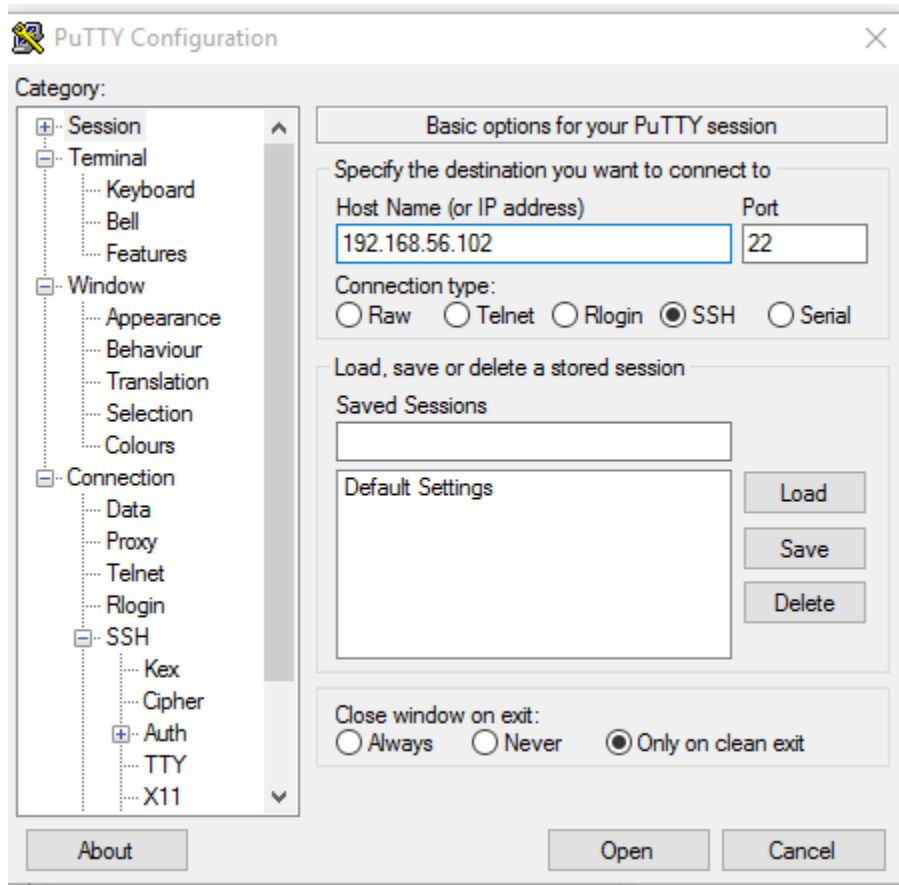 PuTTY Configuration
Category:
Session
Terminal
Keyboard
Bell
Features
Window
Appearance
Behaviour
Translation
Selection
Colours
Connection
Data
Proxy
Telnet
Rlogin
SSH
Kex
Cipher
Auth
TTY
X11
Basic options for your PuTTY session
Specify the destination you want to connect to
Host Name (or IP address) Port
192.168.56.102 22
Connection type:
Raw Telnet Rlogin SSH Serial
Load, save or delete a stored session
Saved Sessions
Default Settings
Load
Save
Delete
Close window on exit:
Always Never Only on clean exit
About Open Cancel